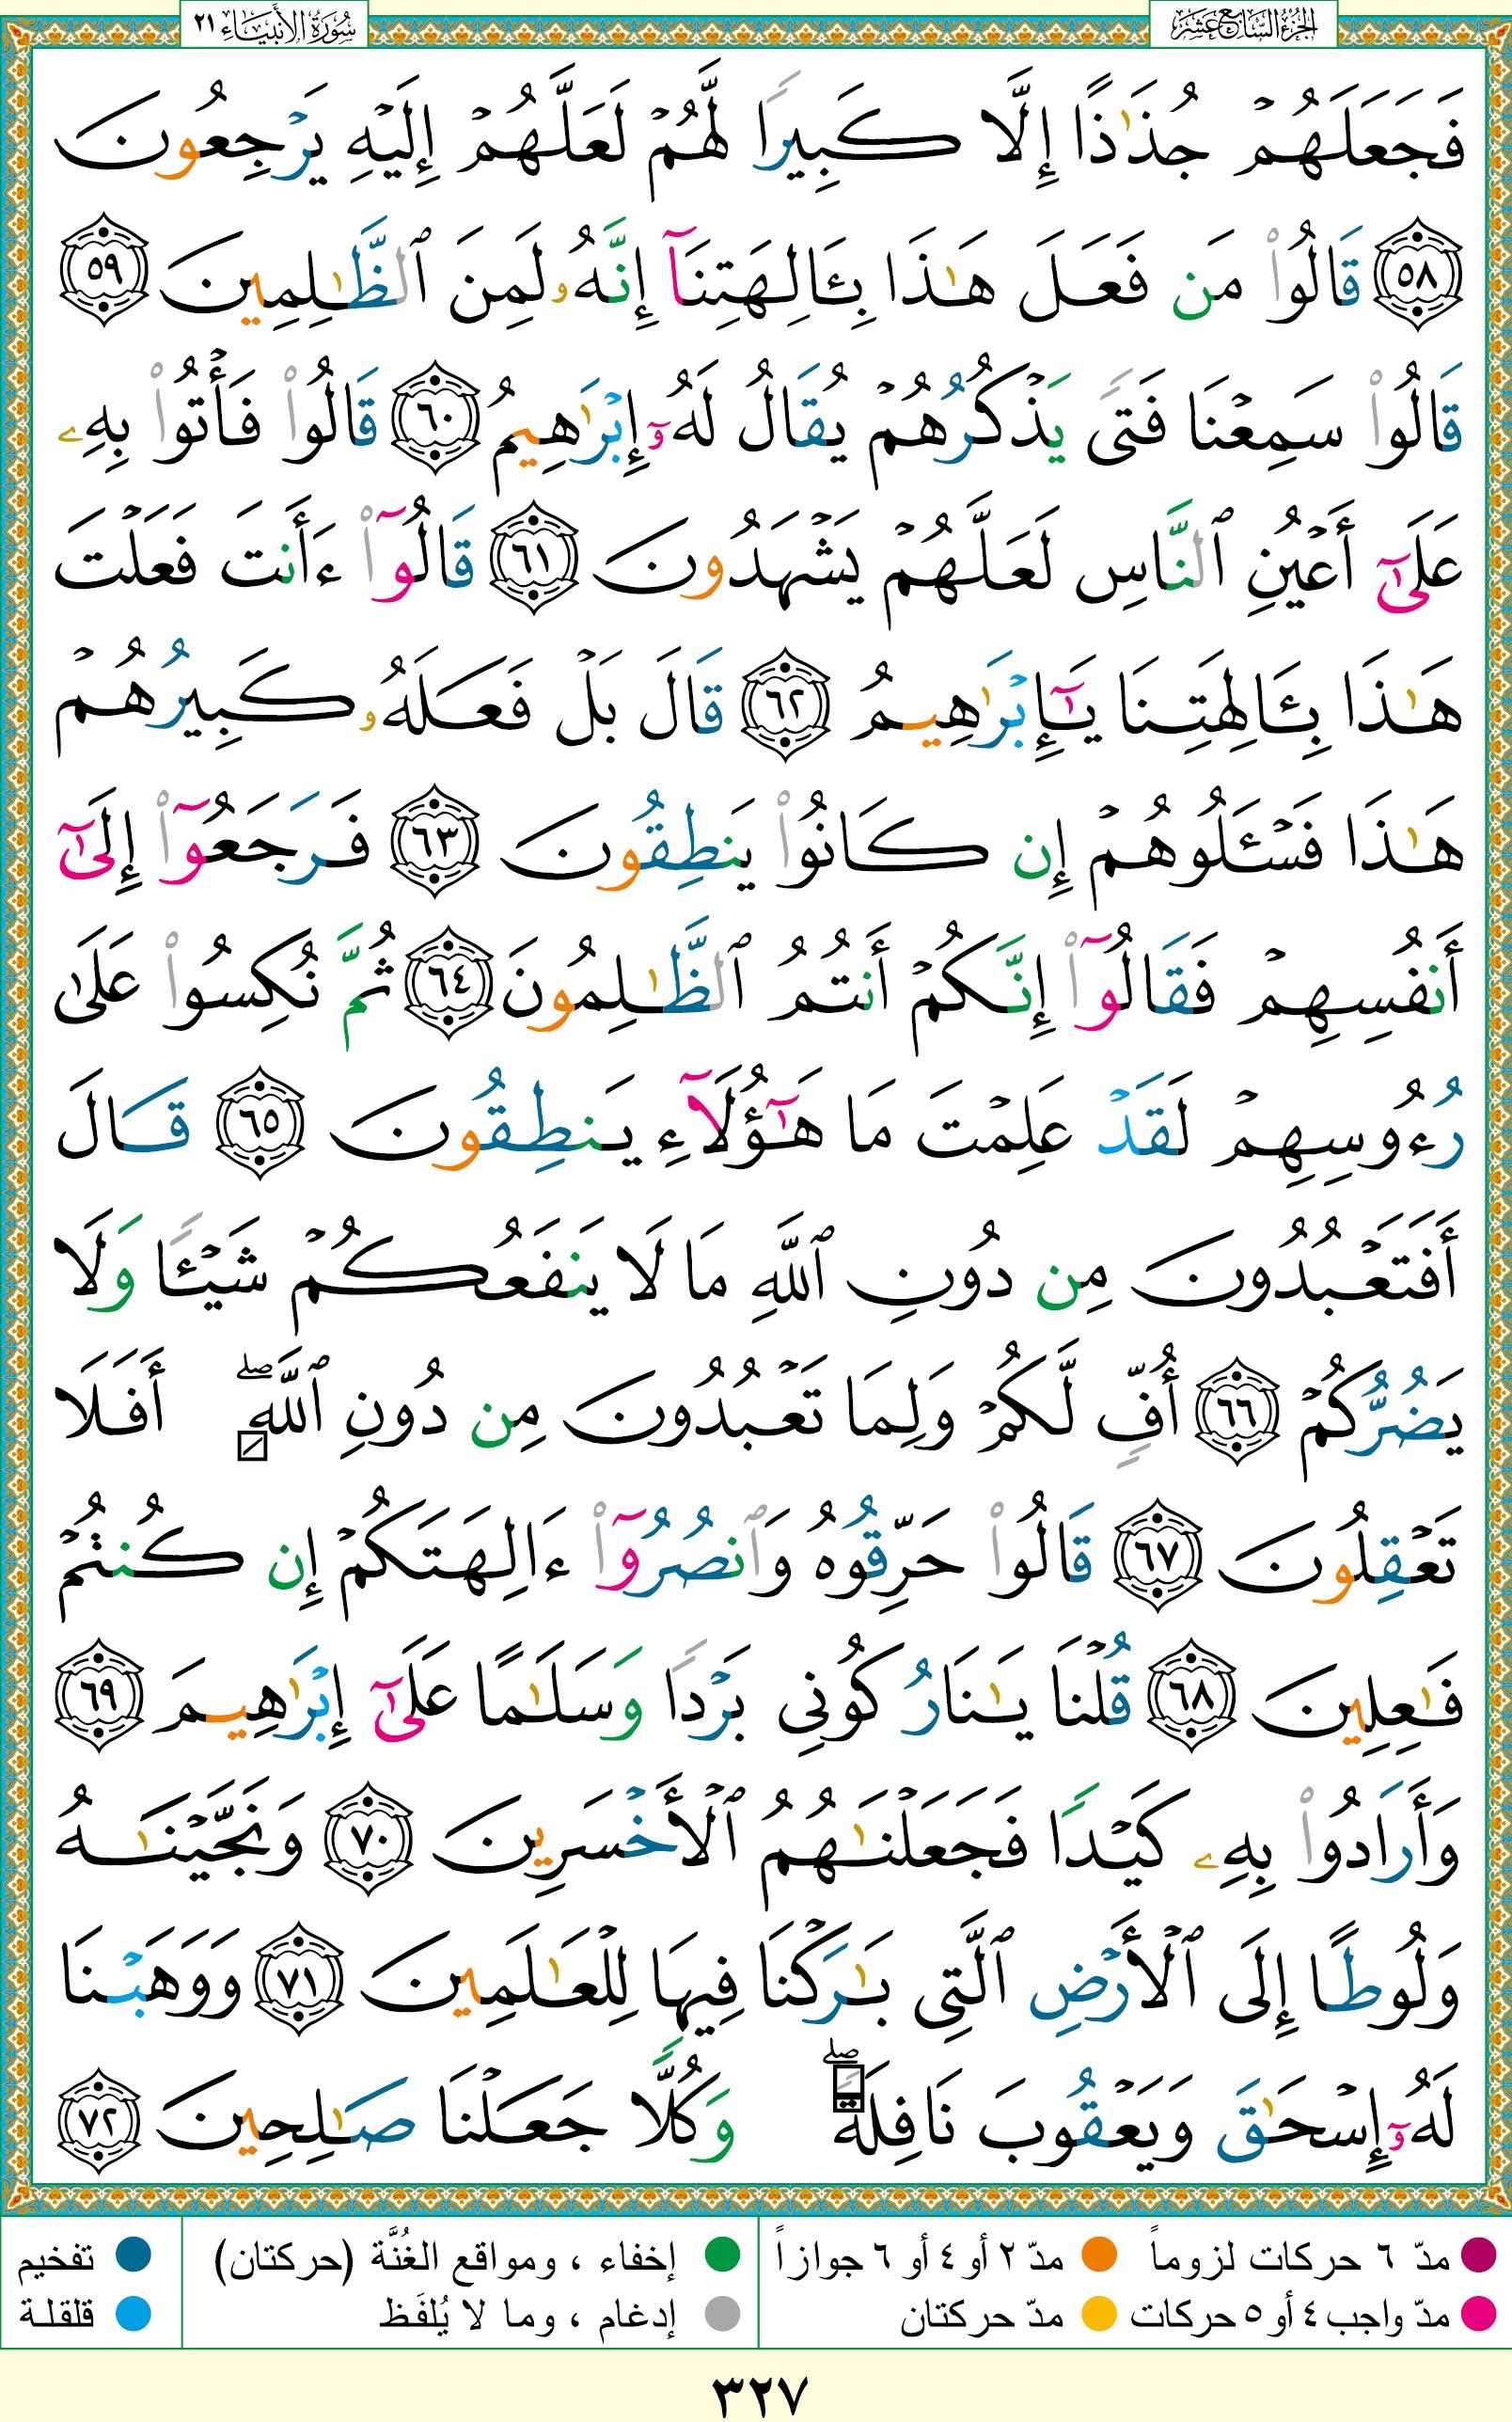 الجزء السابع عشر
سُورَةُ الأَنبيَاءِ ٢١
فَجَعَلَهُمۡ جُذَٰذًا إِلَّا كَبِيرًا لَّهُمۡ لَعَلَّهُمۡ إِلَيۡهِ يَرۡجِعُونَ
٥٨ قَالُوا۟ مَن فَعَلَ هَٰذَا بِـَٔالِهَتِنَآ إِنَّهُۥ لَمِنَ ٱلظَّٰلِمِينَ ٥٩
قَالُوا۟ سَمِعۡنَا فَتًى يَذۡكُرُهُمۡ يُقَالُ لَهُۥٓ إِبۡرَٰهِيمُ ٦٠ قَالُوا۟ فَأۡتُوا۟ بِهِۦ
عَلَىٰٓ أَعۡيُنِ ٱلنَّاسِ لَعَلَّهُمۡ يَشۡهَدُونَ ٦١ قَالُوٓا۟ ءَأَنتَ فَعَلۡتَ
هَٰذَا بِـَٔالِهَتِنَا يَٰٓإِبۡرَٰهِيمُ ٦٢ قَالَ بَلۡ فَعَلَهُۥ كَبِيرُهُمۡ
هَٰذَا فَسۡـَٔلُوهُمۡ إِن كَانُوا۟ يَنطِقُونَ ٦٣ فَرَجَعُوٓا۟ إِلَىٰٓ
أَنفُسِهِمۡ فَقَالُوٓا۟ إِنَّكُمۡ أَنتُمُ ٱلظَّٰلِمُونَ ٦٤ ثُمَّ نُكِسُوا۟ عَلَىٰ
رُءُوسِهِمۡ لَقَدۡ عَلِمۡتَ مَا هَٰٓؤُلَآءِ يَنطِقُونَ ٦٥ قَالَ
أَفَتَعۡبُدُونَ مِن دُونِ ٱللَّهِ مَا لَا يَنفَعُكُمۡ شَيۡـًٔا وَلَا
يَضُرُّكُمۡ ٦٦ أُفٍّ لَّكُمۡ وَلِمَا تَعۡبُدُونَ مِن دُونِ ٱللَّهِۖ أَفَلَا
تَعۡقِلُونَ ٦٧ قَالُوا۟ حَرِّقُوهُ وَٱنصُرُوٓا۟ ءَالِهَتَكُمۡ إِن كُنتُمۡ
فَٰعِلِينَ ٦٨ قُلۡنَا يَٰنَارُ كُونِى بَرۡدًا وَسَلَٰمًا عَلَىٰٓ إِبۡرَٰهِيمَ ٦٩
وَأَرَادُوا۟ بِهِۦ كَيۡدًا فَجَعَلۡنَٰهُمُ ٱلۡأَخۡسَرِينَ ٧٠ وَنَجَّيۡنَٰهُ
وَلُوطًا إِلَى ٱلۡأَرۡضِ ٱلَّتِى بَٰرَكۡنَا فِيهَا لِلۡعَٰلَمِينَ ٧١ وَوَهَبۡنَا
لَهُۥٓ إِسۡحَٰقَ وَيَعۡقُوبَ نَافِلَةًۖ وَكُلًّا جَعَلۡنَا صَٰلِحِينَ ٧٢
مدّ ٦ حركات لزوماً مدّ ٢ أو ٤ أو ٦ جوازاً إخفاء ، ومواقع الغُنَّة (حركتان) تفخيم
مدّ واجب ٤ أو ٥ حركات مدّ حركتان إدغام ، وما لا يُلفَظ قلقلة
٣٢٧